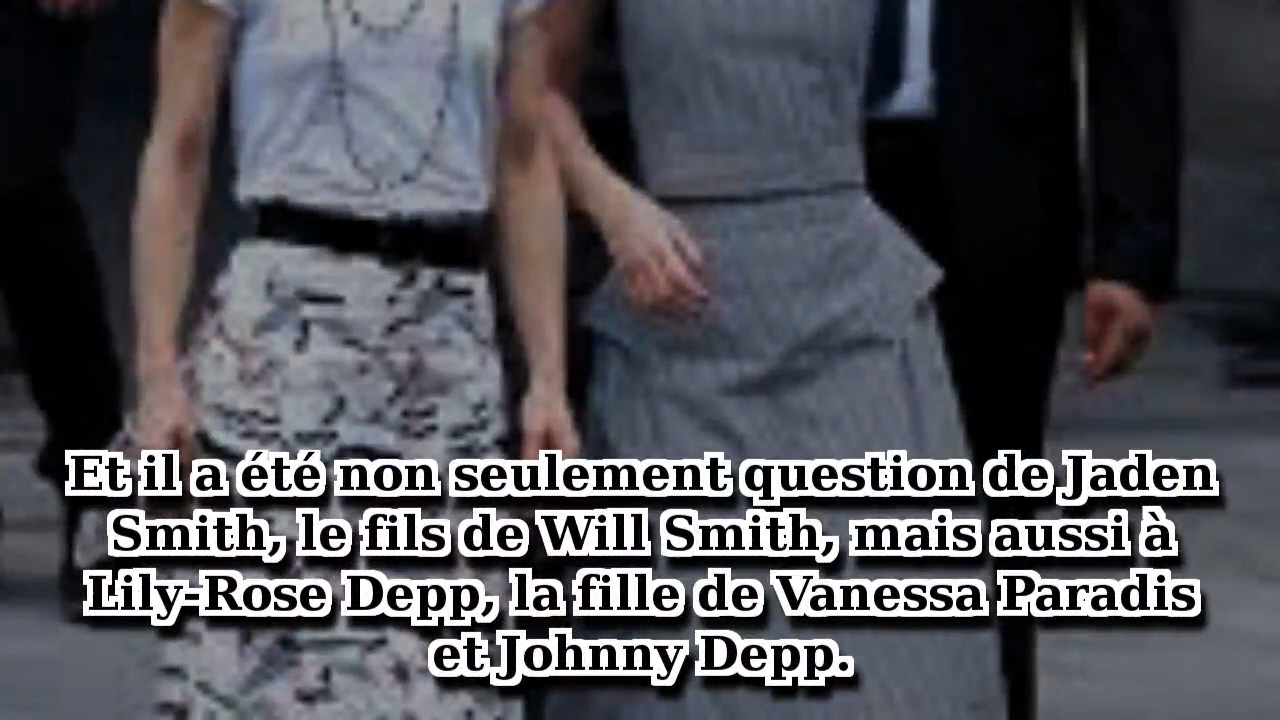 Et il a été non seulement question de Jaden
Smith, le fils de Will Smith, mais aussi à
Lily-Rose Depp, la fille de Vanessa Paradis
et Johnny Depp.